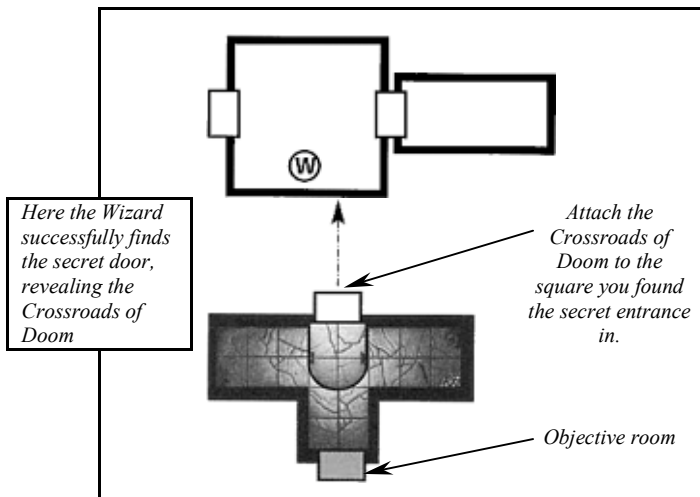 W
Here the Wizard
successfully finds
the secret door,
revealing the
Crossroads of
Doom
Attach the
Crossroads of
Doom to the
square you found
the secret entrance
in.
Objective room